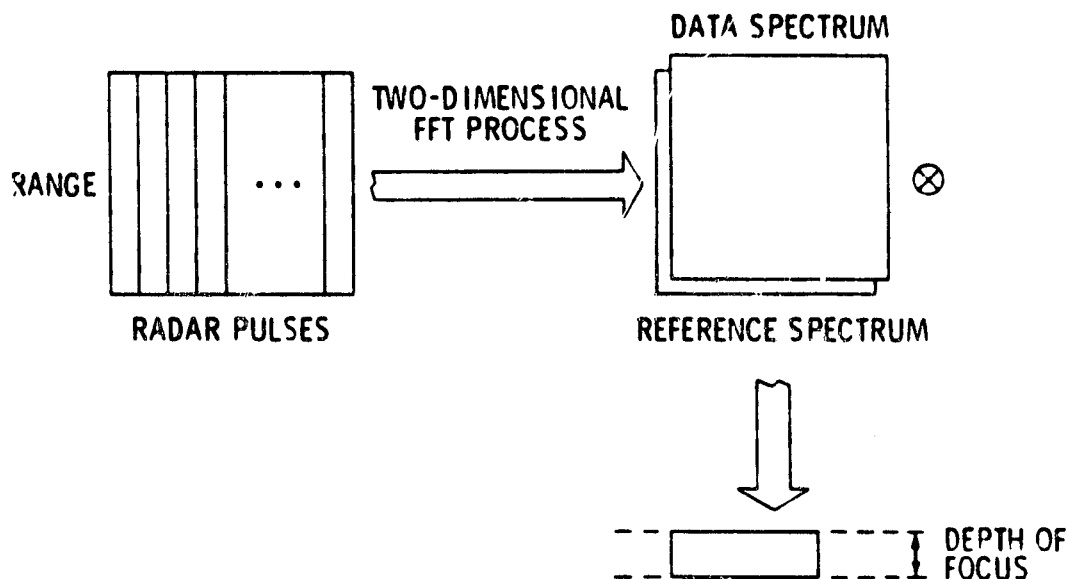 DATA SPECTRUM
TWO-DIMENSIONAL
FFT PROCESS
RANGE
...
RADAR PULSES
REFERENCE SPECTRUM
DEPTH OF
FOCUS